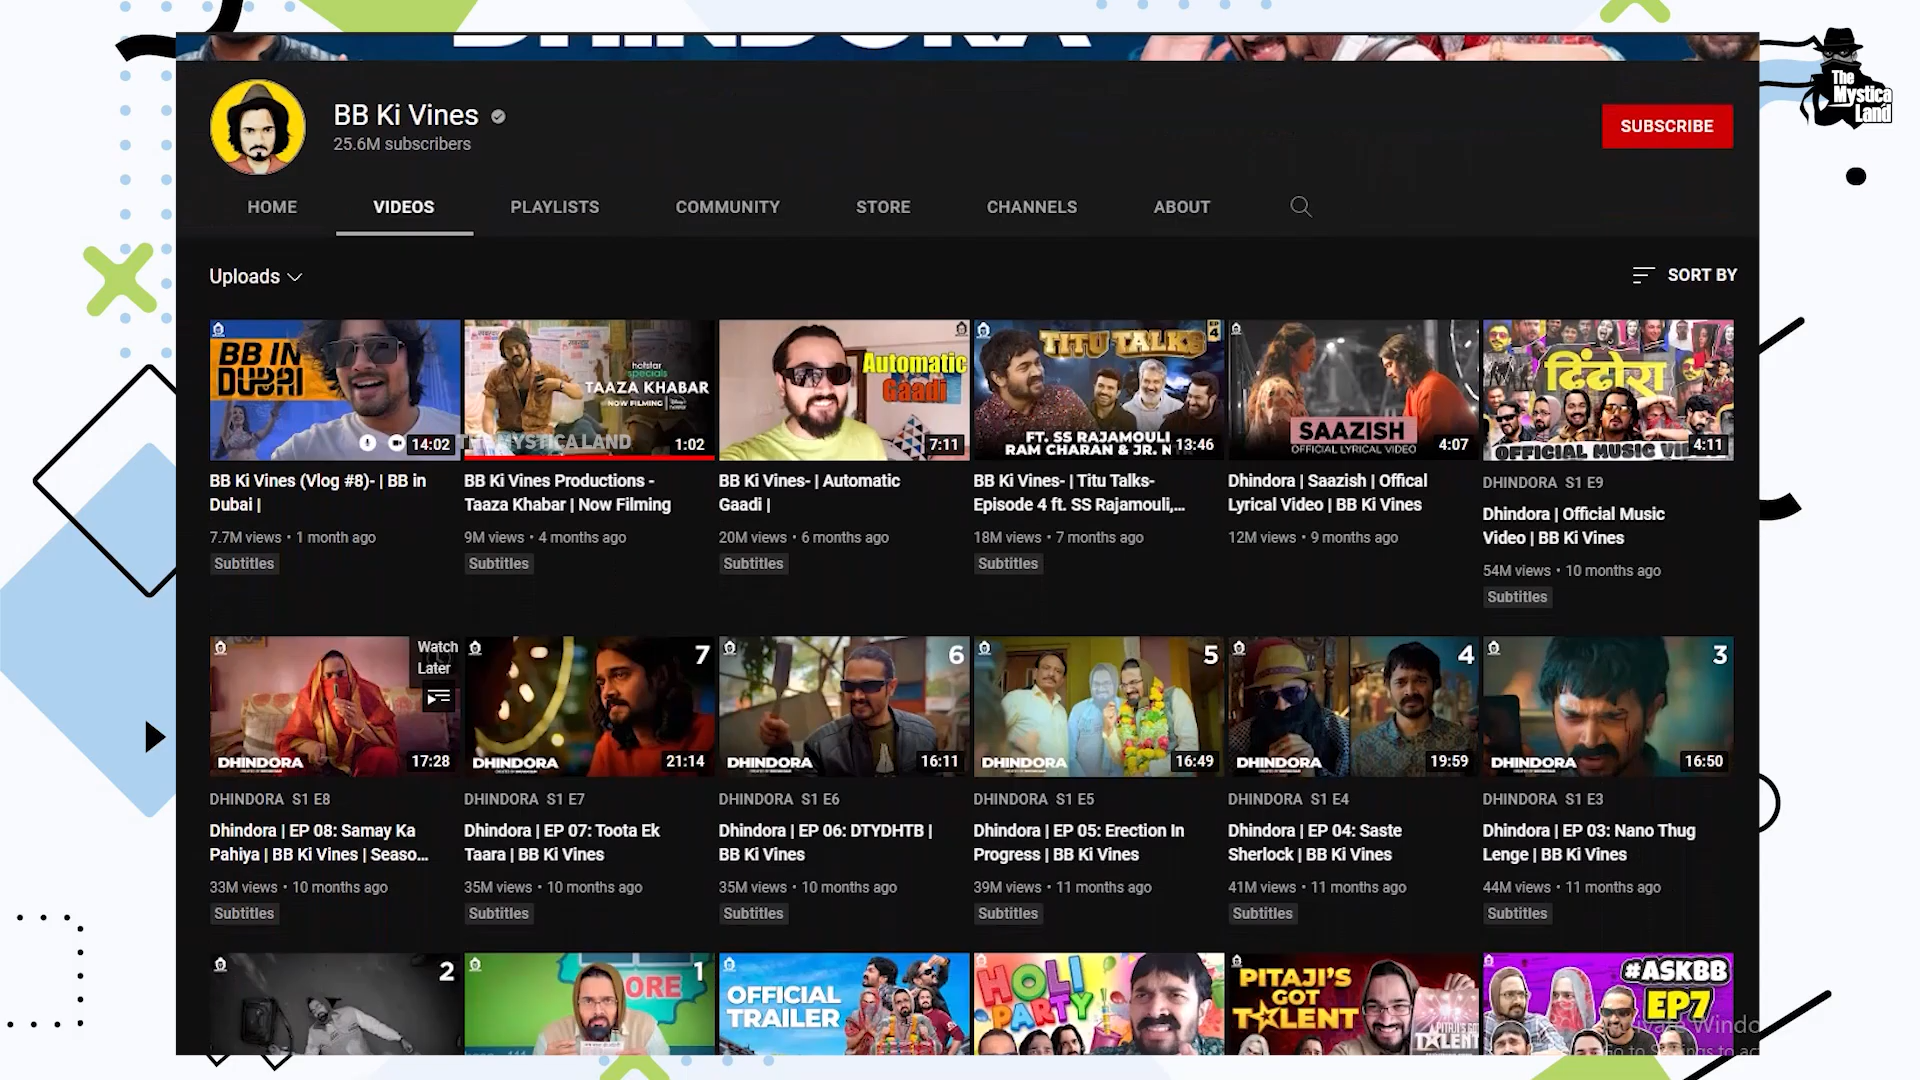 The
Mystica
Land
BB Ki Vines
25.6M subscribers
SUBSCRIBE
HOME
VIDEOS
PLAYLISTS
COMMUNITY
STORE
CHANNELS
ABOUT
Uploads
SORT BY
BB IN
DUBAI
14:02
hotstar
specials
TAAZA KHABAR
NOW FILMING
THE MYSTICA LAND
1:02
Automatic
Gaadi
7:11
TITU TALKS
EP
4
FT. SS RAJAMOULI
RAM CHARAN & JR. N
13:46
SAAZISH
OFFICIAL LYRICAL VIDEO
4:07
ढिंढोरा
OFFICIAL MUSIC
4:11
BB Ki Vines (Vlog #8)- | BB in
Dubai |
7.7M views • 1 month ago
Subtitles
BB Ki Vines Productions -
Taaza Khabar | Now Filming
9M views • 4 months ago
Subtitles
BB Ki Vines- | Automatic
Gaadi |
20M views • 6 months ago
Subtitles
BB Ki Vines- | Titu Talks-
Episode 4 ft. SS Rajamouli,...
18M views • 7 months ago
Subtitles
Dhindora | Saazish | Offical
Lyrical Video | BB Ki Vines
12M views • 9 months ago
DHINDORA S1 E9
Dhindora | Official Music
Video | BB Ki Vines
54M views • 10 months ago
Subtitles
Watch
Later
DHINDORA
17:28
7
DHINDORA
21:14
6
DHINDORA
16:11
5
DHINDORA
16:49
4
DHINDORA
19:59
3
DHINDORA
16:50
DHINDORA S1 E8
Dhindora | EP 08: Samay Ka
Pahiya | BB Ki Vines | Seaso...
33M views • 10 months ago
Subtitles
DHINDORA S1 E7
Dhindora | EP 07: Toota Ek
Taara | BB Ki Vines
35M views • 10 months ago
Subtitles
DHINDORA S1 E6
Dhindora | EP 06: DTYDHTB |
BB Ki Vines
35M views • 10 months ago
Subtitles
DHINDORA S1 E5
Dhindora | EP 05: Erection In
Progress | BB Ki Vines
39M views • 11 months ago
Subtitles
DHINDORA S1 E4
Dhindora | EP 04: Saste
Sherlock | BB Ki Vines
41M views • 11 months ago
Subtitles
DHINDORA S1 E3
Dhindora | EP 03: Nano Thug
Lenge | BB Ki Vines
44M views • 11 months ago
Subtitles
2
1
ORE
OFFICIAL
TRAILER
HOLI
PARTY
PITAJI'S
GOT
TALENT
#ASKBB
EP7